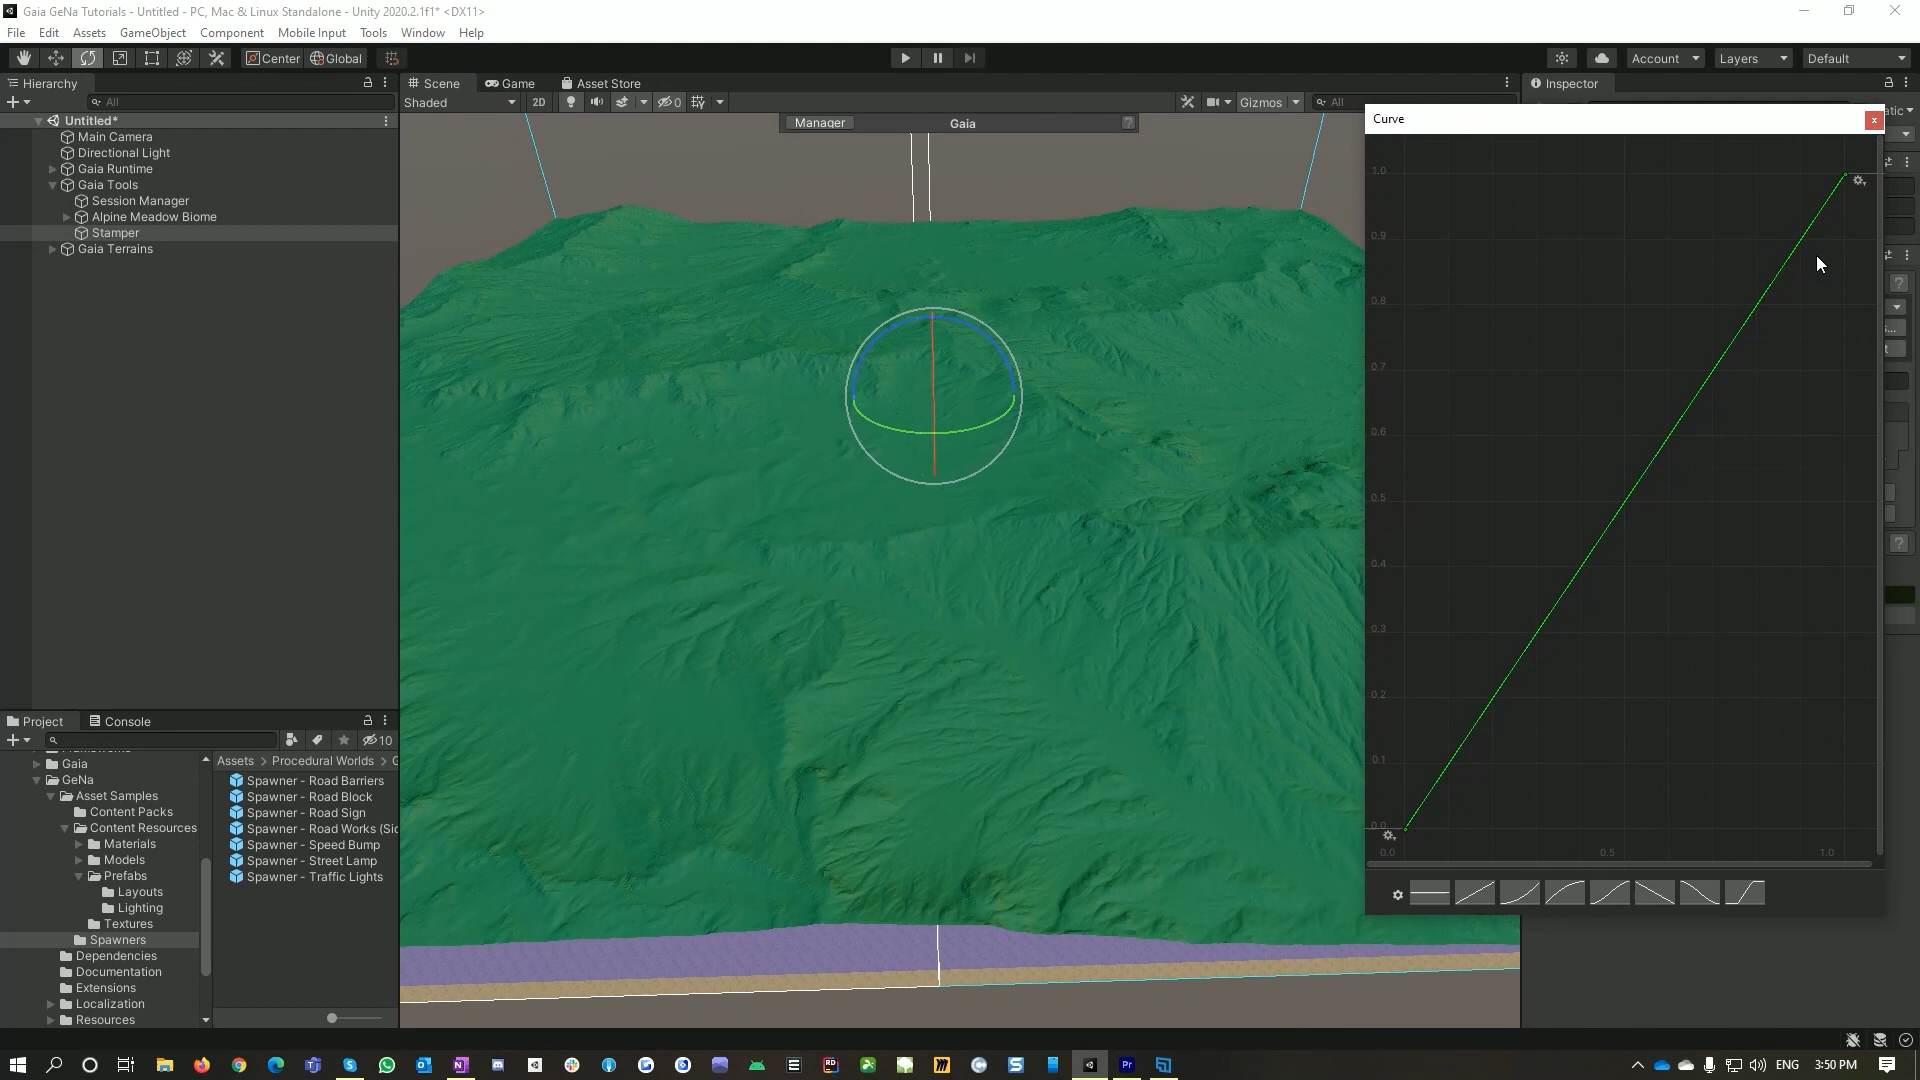 Gaia GeNa Tutorials - Untitled - PC, Mac & Linux Standalone - Unity 2020.2.1f1* <DX11>
File Edit Assets GameObject Component Mobile Input Tools Window Help
Center Global Account Layers Default
Hierarchy
All
Untitled*
Main Camera
Directional Light
Gaia Runtime
Gaia Tools
Session Manager
Alpine Meadow Biome
Stamper
Gaia Terrains
Scene Game Asset Store
Shaded 2D 0 Gizmos All
Manager Gaia
Inspector
Curve
1.0
0.9
0.8
0.7
0.6
0.5
0.4
0.3
0.2
0.1
0.0
0.0 0.5 1.0
Project Console
10
Gaia
GeNa
Asset Samples
Content Packs
Content Resources
Materials
Models
Prefabs
Layouts
Lighting
Textures
Spawners
Dependencies
Documentation
Extensions
Localization
Resources
Assets > Procedural Worlds >
Spawner - Road Barriers
Spawner - Road Block
Spawner - Road Sign
Spawner - Road Works (Sic
Spawner - Speed Bump
Spawner - Street Lamp
Spawner - Traffic Lights
ENG 3:50 PM